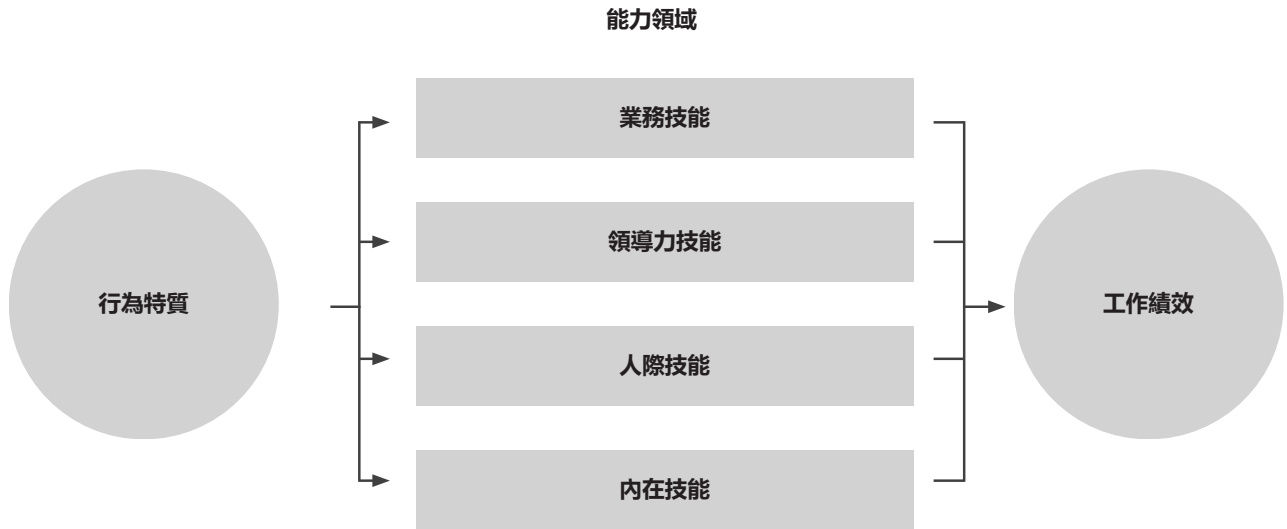 能力領域
業務技能
領導力技能
人際技能
內在技能
行為特質
工作績效